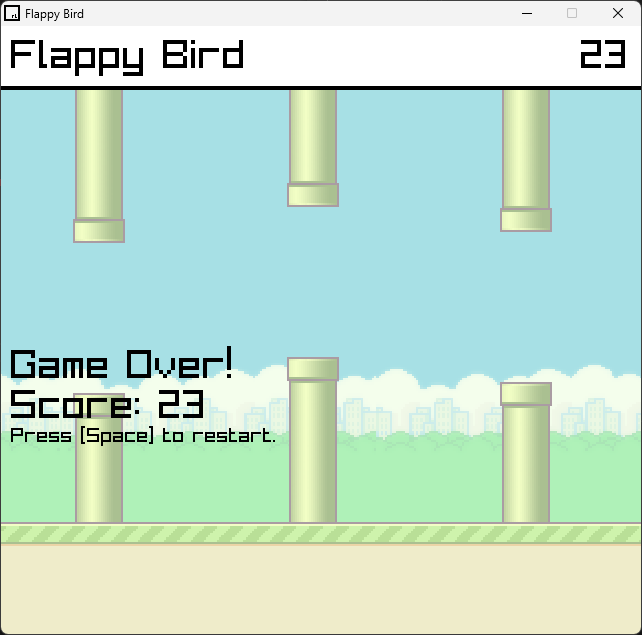 Flappy Bird
Flappy Bird 23
Game Over!
Score: 23
Press [Space] to restart.